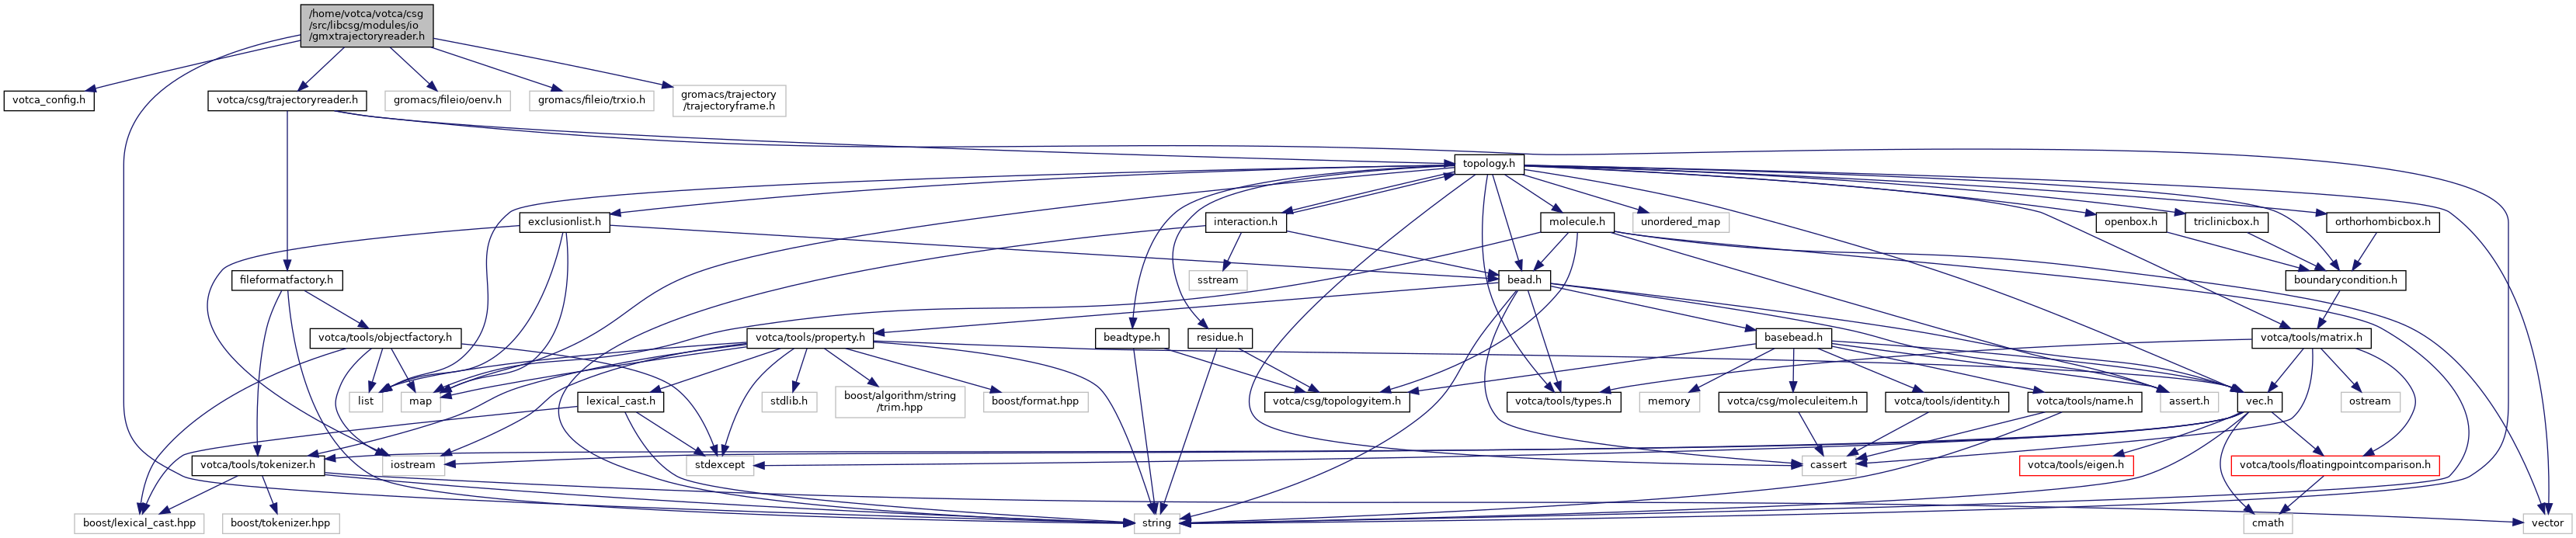 /home/votca/votca/csg
/src/libcsg/modules/io
/gmxtrajectoryreader.h
votca_config.h
votca/csg/trajectoryreader.h
gromacs/fileio/oenv.h
gromacs/fileio/trxio.h
gromacs/trajectory
/trajectoryframe.h
topology.h
exclusionlist.h
interaction.h
molecule.h
unordered_map
openbox.h
triclinicbox.h
orthorhombicbox.h
fileformatfactory.h
sstream
bead.h
boundarycondition.h
votca/tools/objectfactory.h
votca/tools/property.h
beadtype.h
residue.h
basebead.h
votca/tools/matrix.h
list
map
lexical_cast.h
stdlib.h
boost/algorithm/string
/trim.hpp
boost/format.hpp
votca/csg/topologyitem.h
votca/tools/types.h
memory
votca/csg/moleculeitem.h
votca/tools/identity.h
votca/tools/name.h
assert.h
vec.h
ostream
votca/tools/tokenizer.h
iostream
stdexcept
cassert
votca/tools/eigen.h
votca/tools/floatingpointcomparison.h
boost/lexical_cast.hpp
boost/tokenizer.hpp
string
cmath
vector